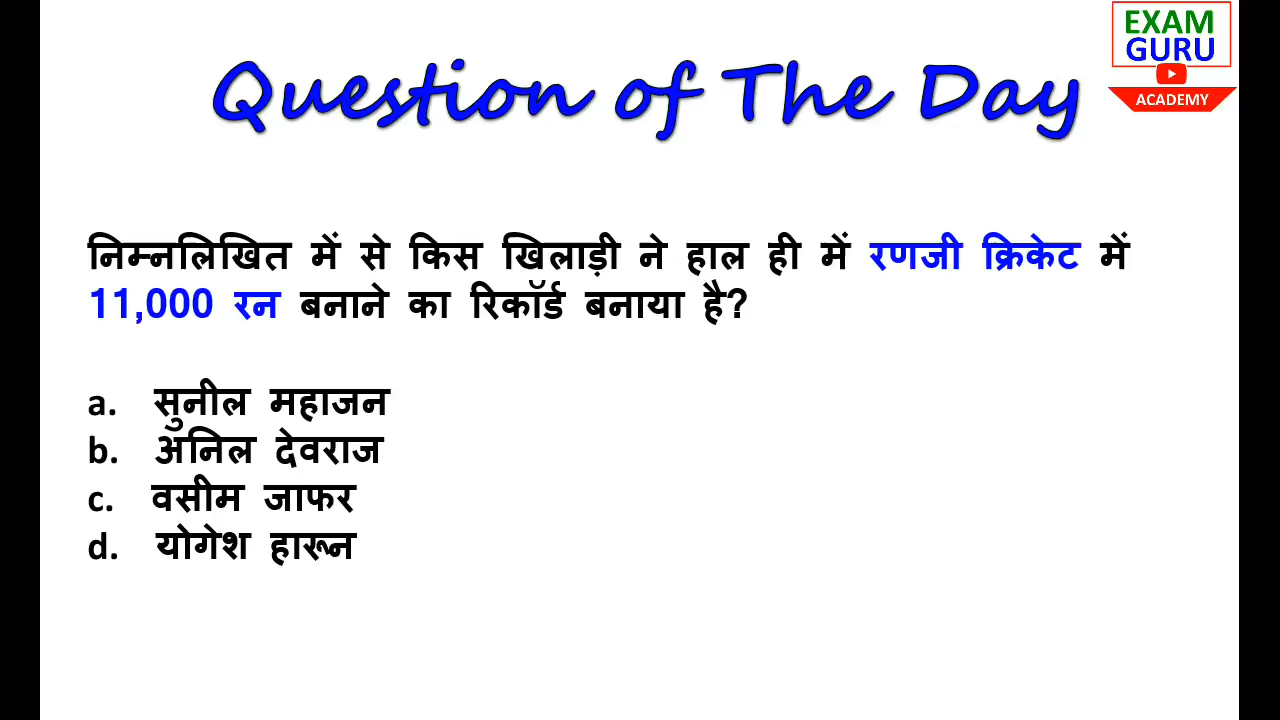 EXAM
GURU
ACADEMY
Question of The Day
निम्नलिखित में से किस खिलाड़ी ने हाल ही में रणजी क्रिकेट में
11,000 रन बनाने का रिकॉर्ड बनाया है?
a. सुनील महाजन
b. अनिल देवराज
c. वसीम जाफर
d. योगेश हारून